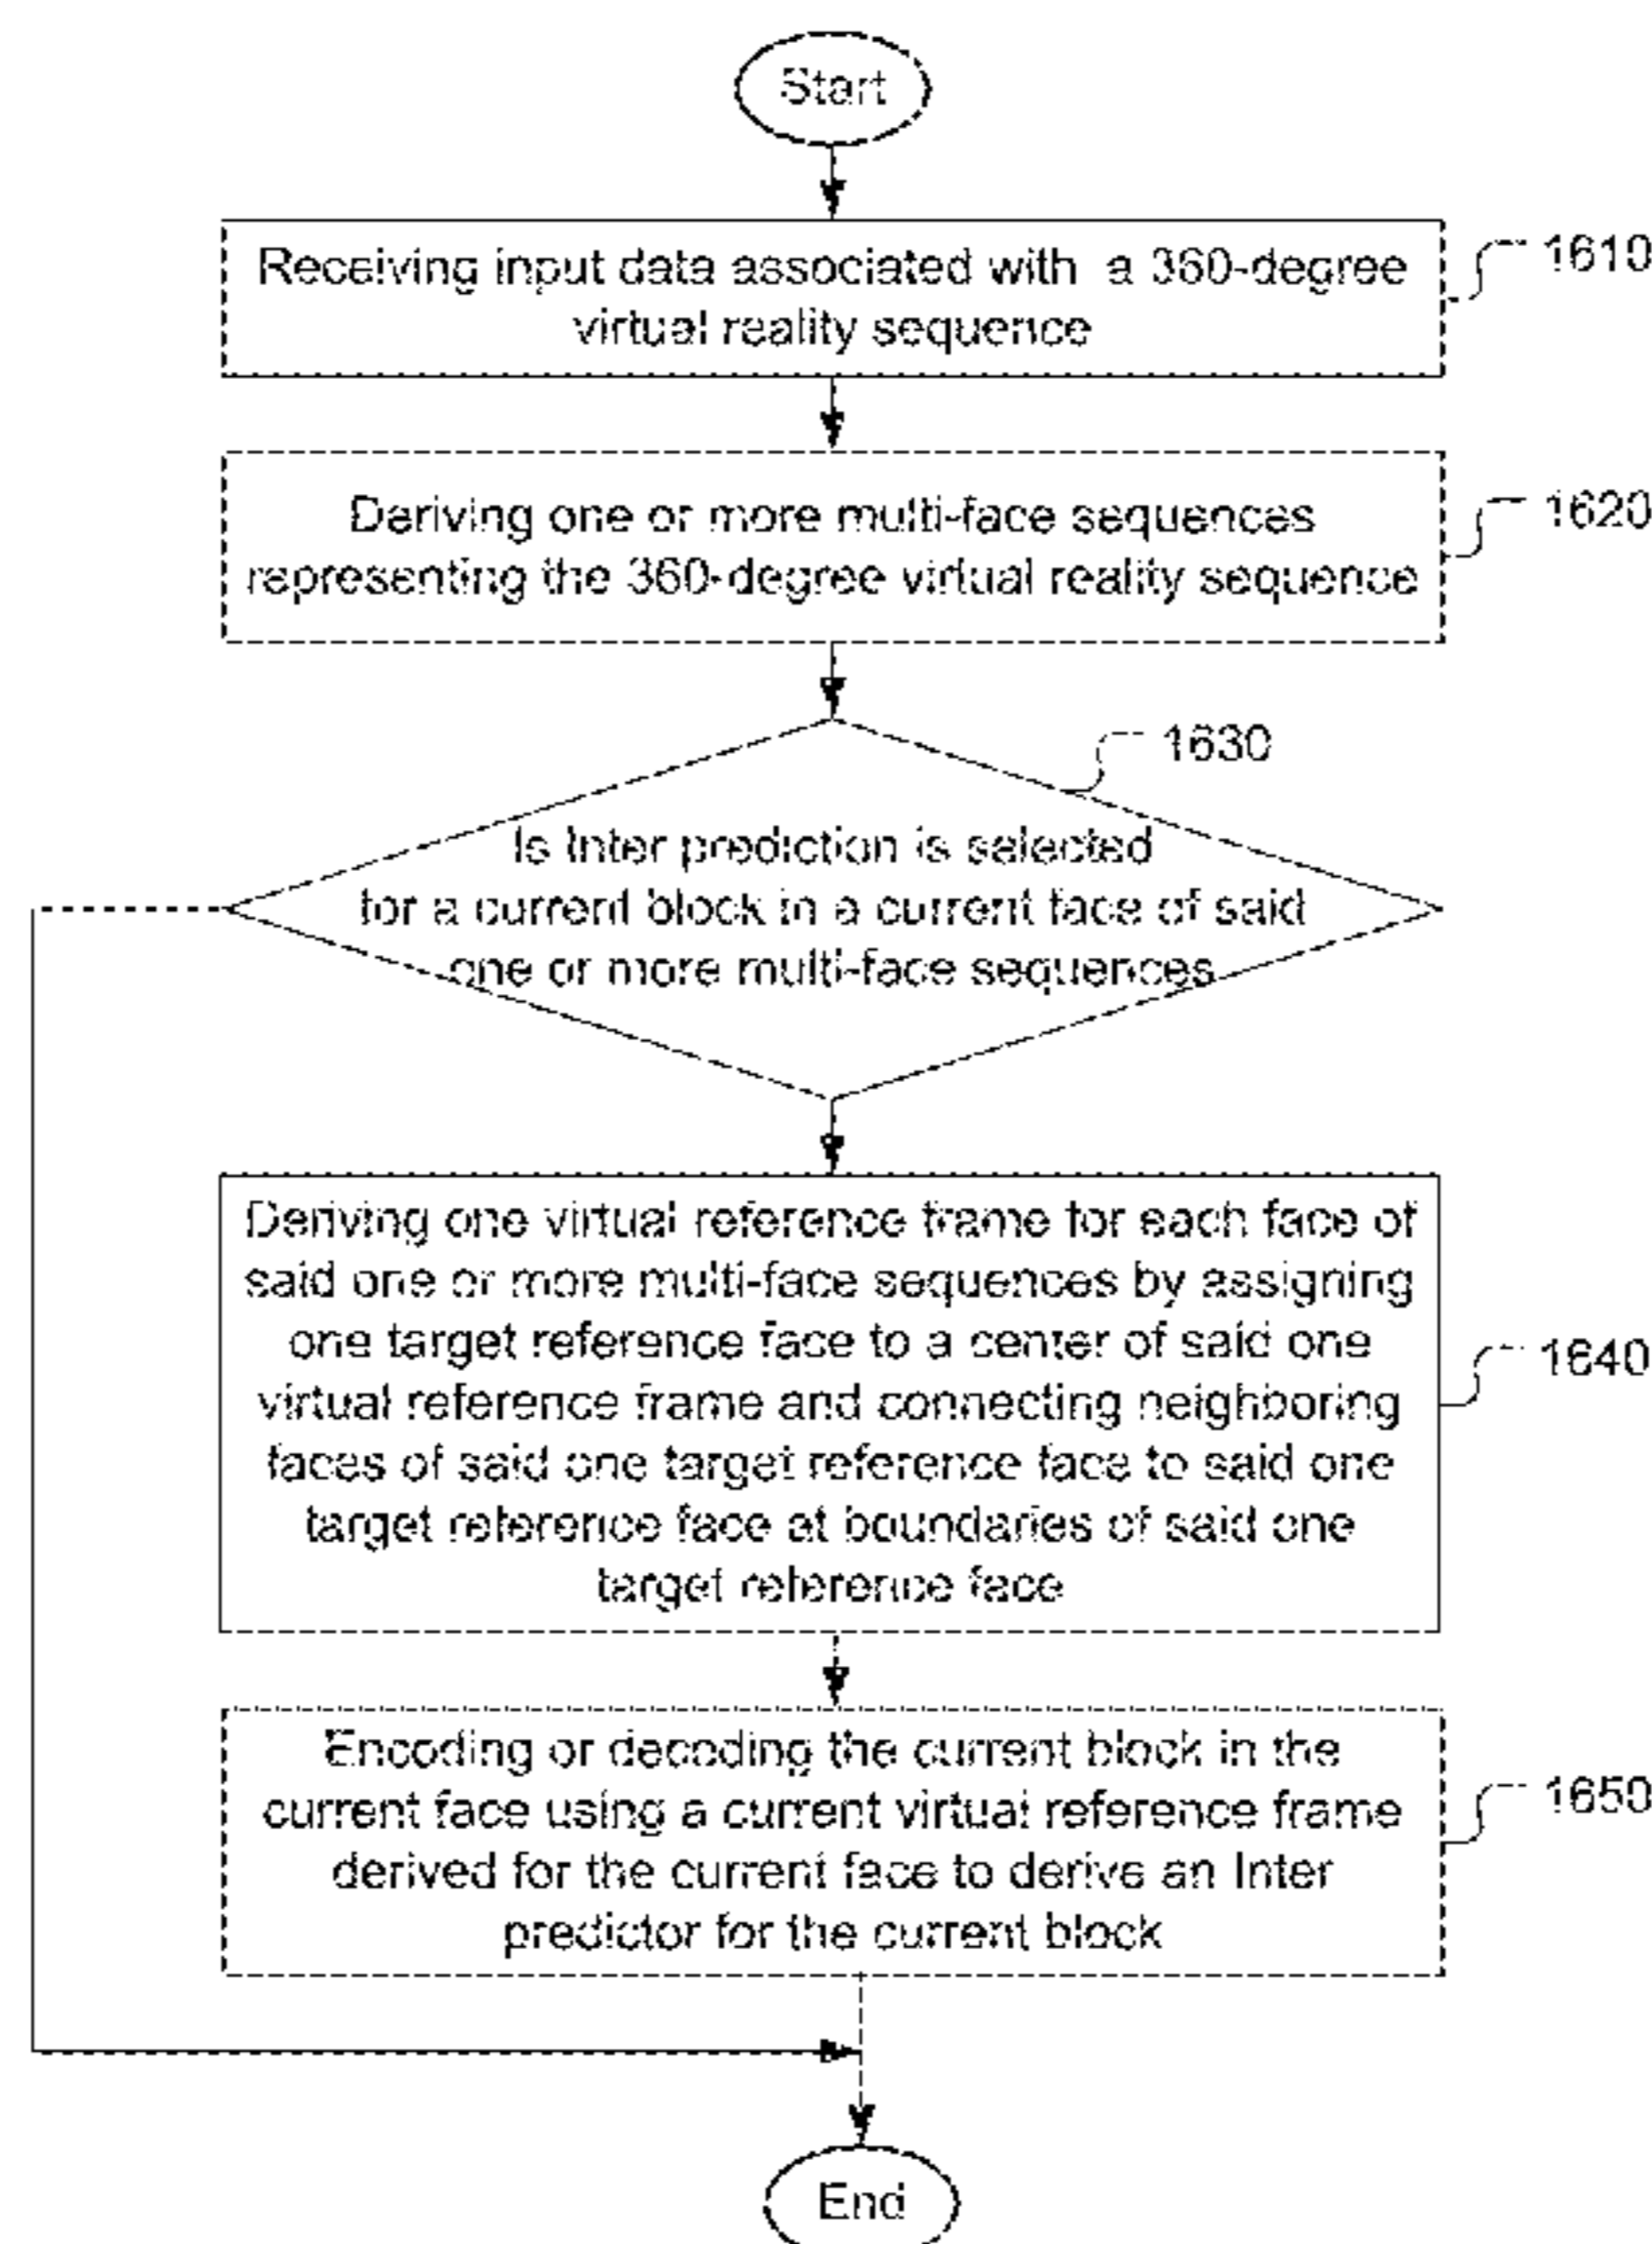 Start
Receiving input data associated with a 360-degree
virtual reality sequence
1610
Deriving one or more multi-face sequences
representing the 360-degree virtual reality sequence
1620
1630
Is Inter prediction is selected
for a current block in a current face of said
one or more multi-face sequences
Deriving one virtual reference frame for each face of
said one or more multi-face sequences by assigning
one target reference face to a center of said one
virtual reference frame and connecting neighboring
faces of said one target reference face to said one
target reference face at boundaries of said one
target reference face
1640
Encoding or decoding the current block in the
current face using a current virtual reference frame
derived for the current face to derive an Inter
predictor for the current block
1650
End